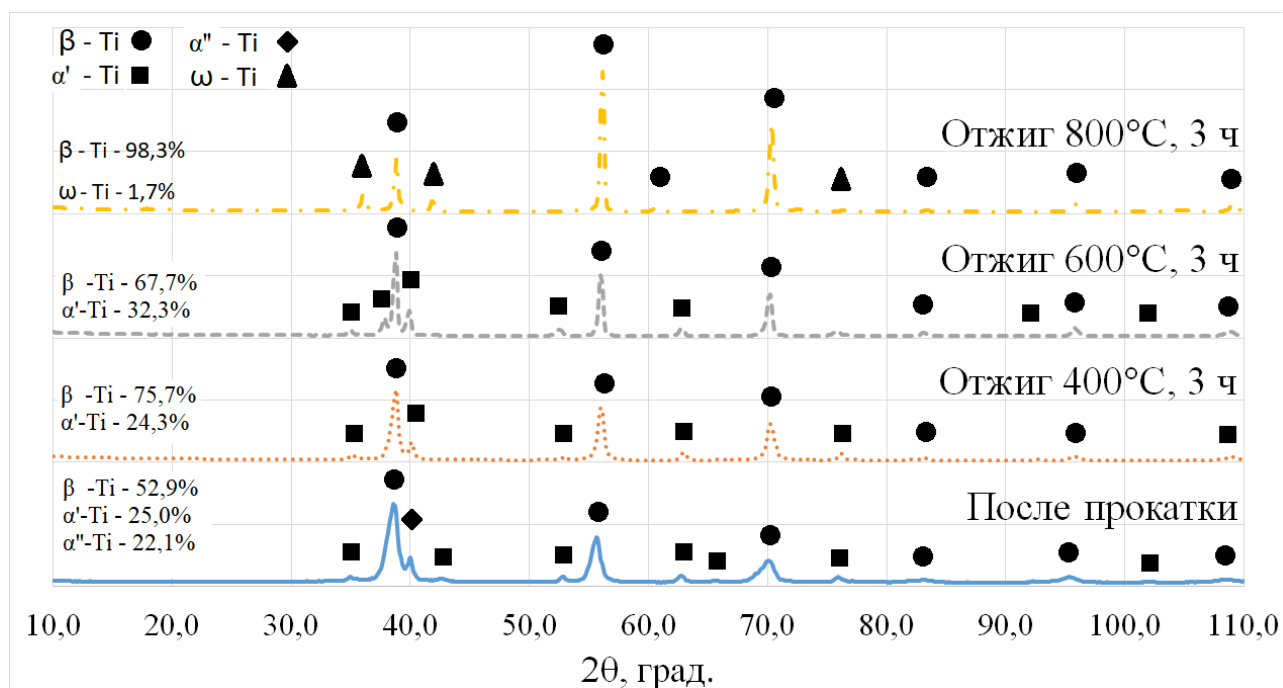 β - Ti ● α" - Ti ◆
α' - Ti ■ ω - Ti ▲
Отжиг 800°C, 3 ч
β - Ti - 98,3%
ω - Ti - 1,7%
Отжиг 600°C, 3 ч
β -Ti - 67,7%
α'-Ti - 32,3%
Отжиг 400°C, 3 ч
β -Ti - 75,7%
α'-Ti - 24,3%
После прокатки
β -Ti - 52,9%
α'-Ti - 25,0%
α"-Ti - 22,1%
10,0 20,0 30,0 40,0 50,0 60,0 70,0 80,0 90,0 100,0 110,0
2θ, град.